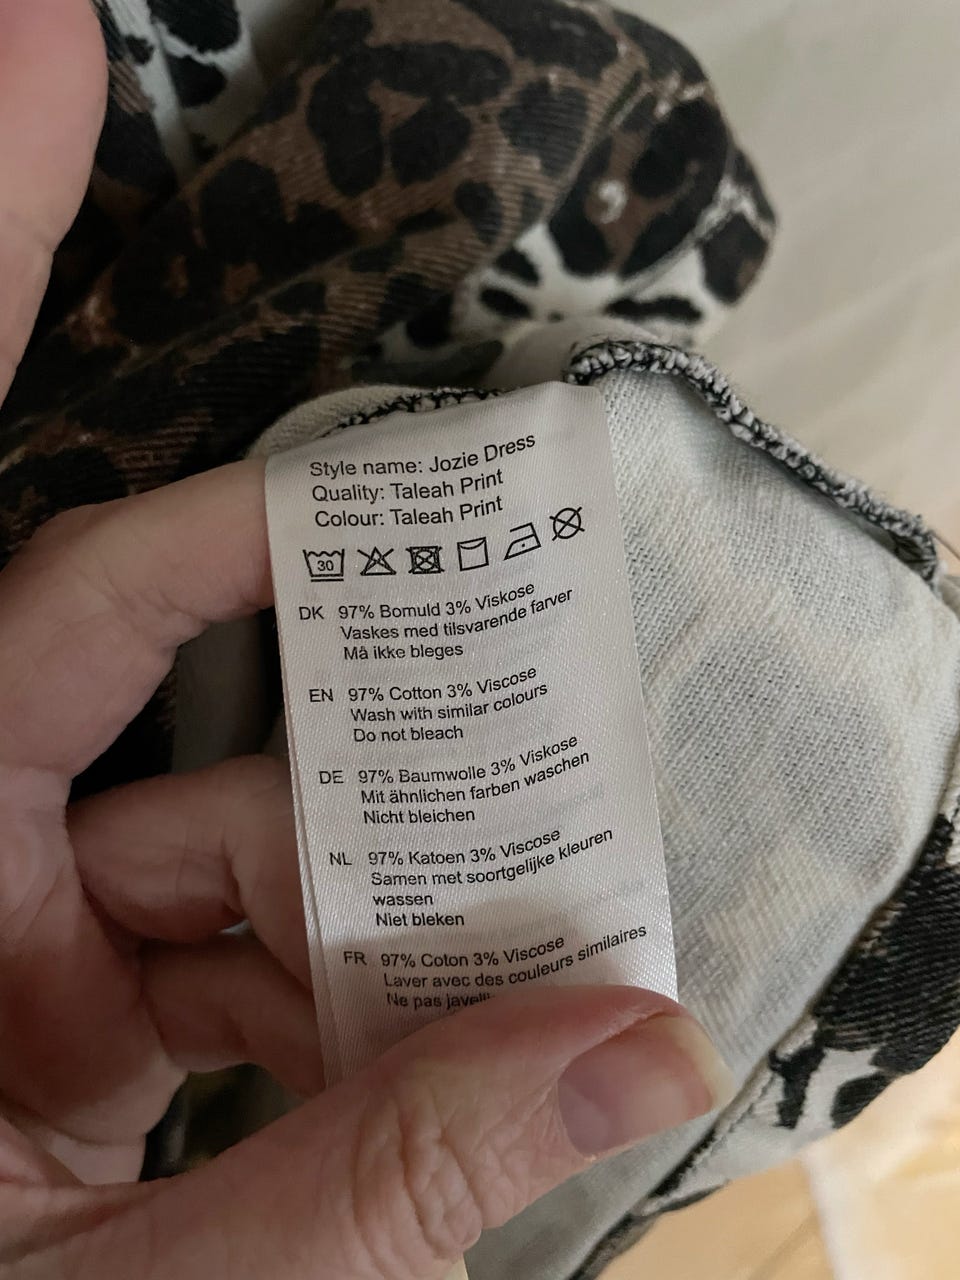 Style name: Jozie Dress
Quality: Taleah Print
Colour: Taleah Print
30
DK 97% Bomuld 3% Viskose
Vaskes med tilsvarende farver
Må ikke bleges
EN 97% Cotton 3% Viscose
Wash with similar colours
Do not bleach
DE 97% Baumwolle 3% Viskose
Mit ähnlichen farben waschen
Nicht bleichen
NL 97% Katoen 3% Viscose
Samen met soortgelijke kleuren
wassen
Niet bleken
FR 97% Coton 3% Viscose
Laver avec des couleurs similaires
Ne pas